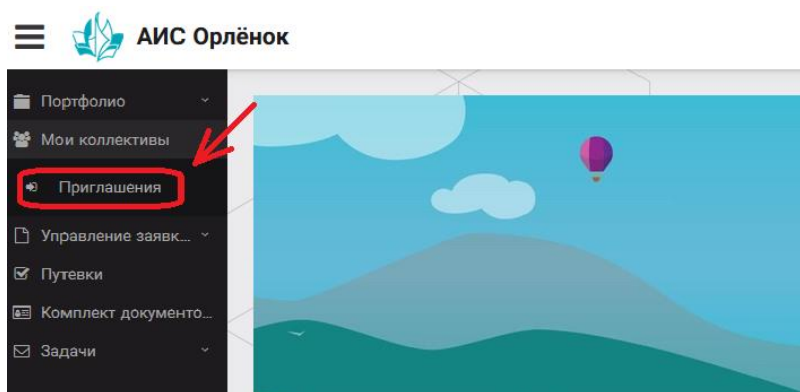 АИС Орлёнок
Портфолио
Мои коллективы
Приглашения
Управление заявк...
Путевки
Комплект документо...
Задачи